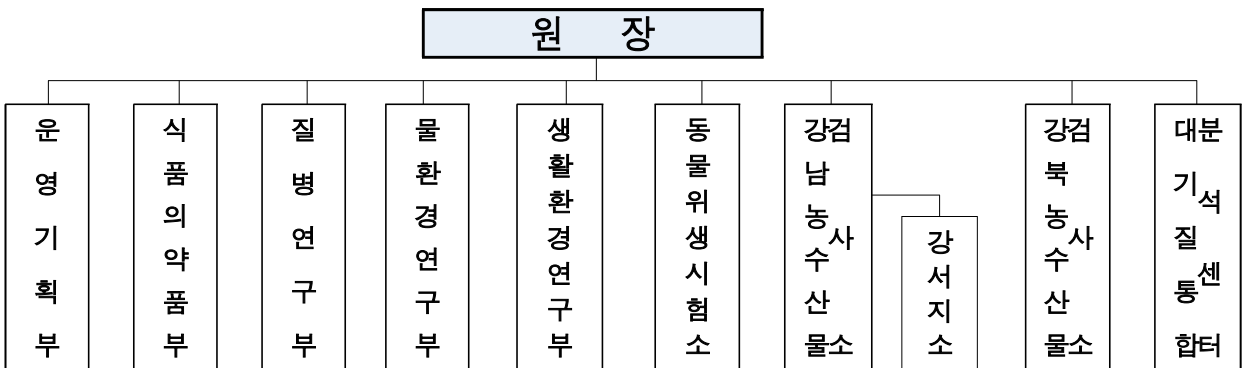 원 장
운영기획부
식품의약품부
질병연구부
물환경연구부
생활환경연구부
동물위생시험소
강남농수산물
검사소
강서지소
강북농수산물
검사소
대기질통합
분석센터